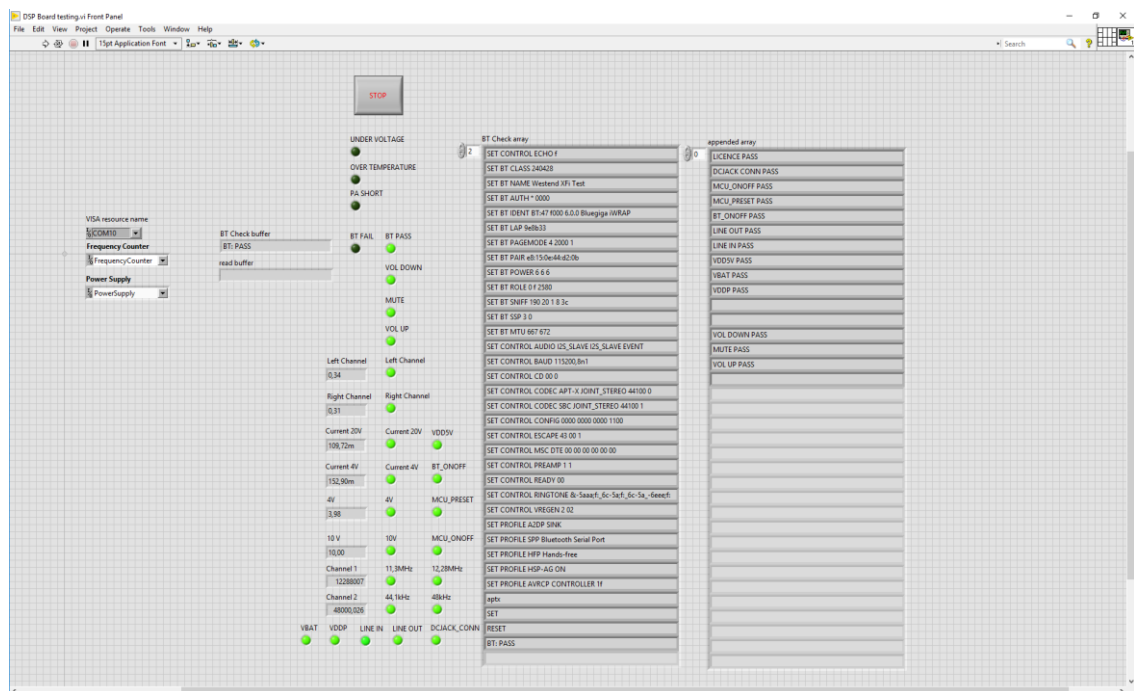 DSP Board testing.vi Front Panel
File Edit View Project Operate Tools Window Help
15pt Application Font
Search
STOP
UNDER VOLTAGE
OVER TEMPERATURE
PA SHORT
VISA resource name
COM10
Frequency Counter
FrequencyCounter
Power Supply
PowerSupply
BT Check buffer
BT: PASS
read buffer
BT FAIL BT PASS
VOL DOWN
MUTE
VOL UP
Left Channel Left Channel
0,34
Right Channel Right Channel
0,31
Current 20V Current 20V VDD5V
109,72m
Current 4V Current 4V BT_ONOFF
152,90m
4V 4V MCU_PRESET
3,98
10 V 10V MCU_ONOFF
10,00
Channel 1 11,3MHz 12,28MHz
12288007
Channel 2 44,1kHz 48kHz
48000,026
VBAT VDDP LINE IN LINE OUT DCJACK_CONN
BT Check array
2
SET CONTROL ECHO f
SET BT CLASS 240428
SET BT NAME Westend XFi Test
SET BT AUTH * 0000
SET BT IDENT BT:47 f000 6.0.0 Bluegiga iWRAP
SET BT LAP 9e8b33
SET BT PAGEMODE 4 2000 1
SET BT PAIR e8:15:0e:44:d2:0b
SET BT POWER 6 6 6
SET BT ROLE 0 f 2580
SET BT SNIFF 190 20 1 8 3c
SET BT SSP 3 0
SET BT MTU 667 672
SET CONTROL AUDIO I2S_SLAVE I2S_SLAVE EVENT
SET CONTROL BAUD 115200,8n1
SET CONTROL CD 00 0
SET CONTROL CODEC APT-X JOINT_STEREO 44100 0
SET CONTROL CODEC SBC JOINT_STEREO 44100 1
SET CONTROL CONFIG 0000 0000 0000 1100
SET CONTROL ESCAPE 43 00 1
SET CONTROL MSC DTE 00 00 00 00 00 00
SET CONTROL PREAMP 1 1
SET CONTROL READY 00
SET CONTROL RINGTONE
SET CONTROL VREGEN 2 02
SET PROFILE A2DP SINK
SET PROFILE SPP Bluetooth Serial Port
SET PROFILE HFP Hands-free
SET PROFILE HSP-AG ON
SET PROFILE AVRCP CONTROLLER 1f
aptx
SET
RESET
BT: PASS
appended array
0
LICENCE PASS
DCJACK CONN PASS
MCU_ONOFF PASS
MCU_PRESET PASS
BT_ONOFF PASS
LINE OUT PASS
LINE IN PASS
VDD5V PASS
VBAT PASS
VDDP PASS
VOL DOWN PASS
MUTE PASS
VOL UP PASS